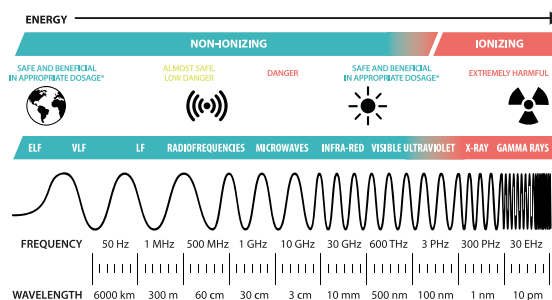 ENERGY
NON-IONIZING IONIZING
SAFE AND BENEFICIAL
IN APPROPRIATE DOSAGE*
ALMOST SAFE,
LOW DANGER
DANGER
SAFE AND BENEFICIAL
IN APPROPRIATE DOSAGE*
EXTREMELY HARMFUL
ELF VLF LF RADIOFREQUENCIES MICROWAVES INFRA-RED VISIBLE ULTRAVIOLET X-RAY GAMMA RAYS
FREQUENCY 50 Hz 1 MHz 500 MHz 1 GHz 10 GHz 30 GHz 600 THz 3 PHz 300 PHz 30 EHz
WAVELENGTH 6000 km 300 m 60 cm 30 cm 3 cm 10 mm 500 nm 100 nm 1 nm 10 pm